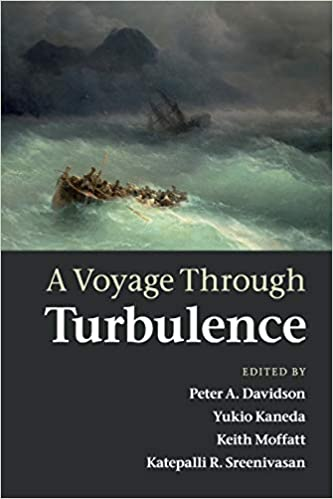 A Voyage Through
Turbulence
EDITED BY
Peter A. Davidson
Yukio Kaneda
Keith Moffatt
Katepalli R. Sreenivasan